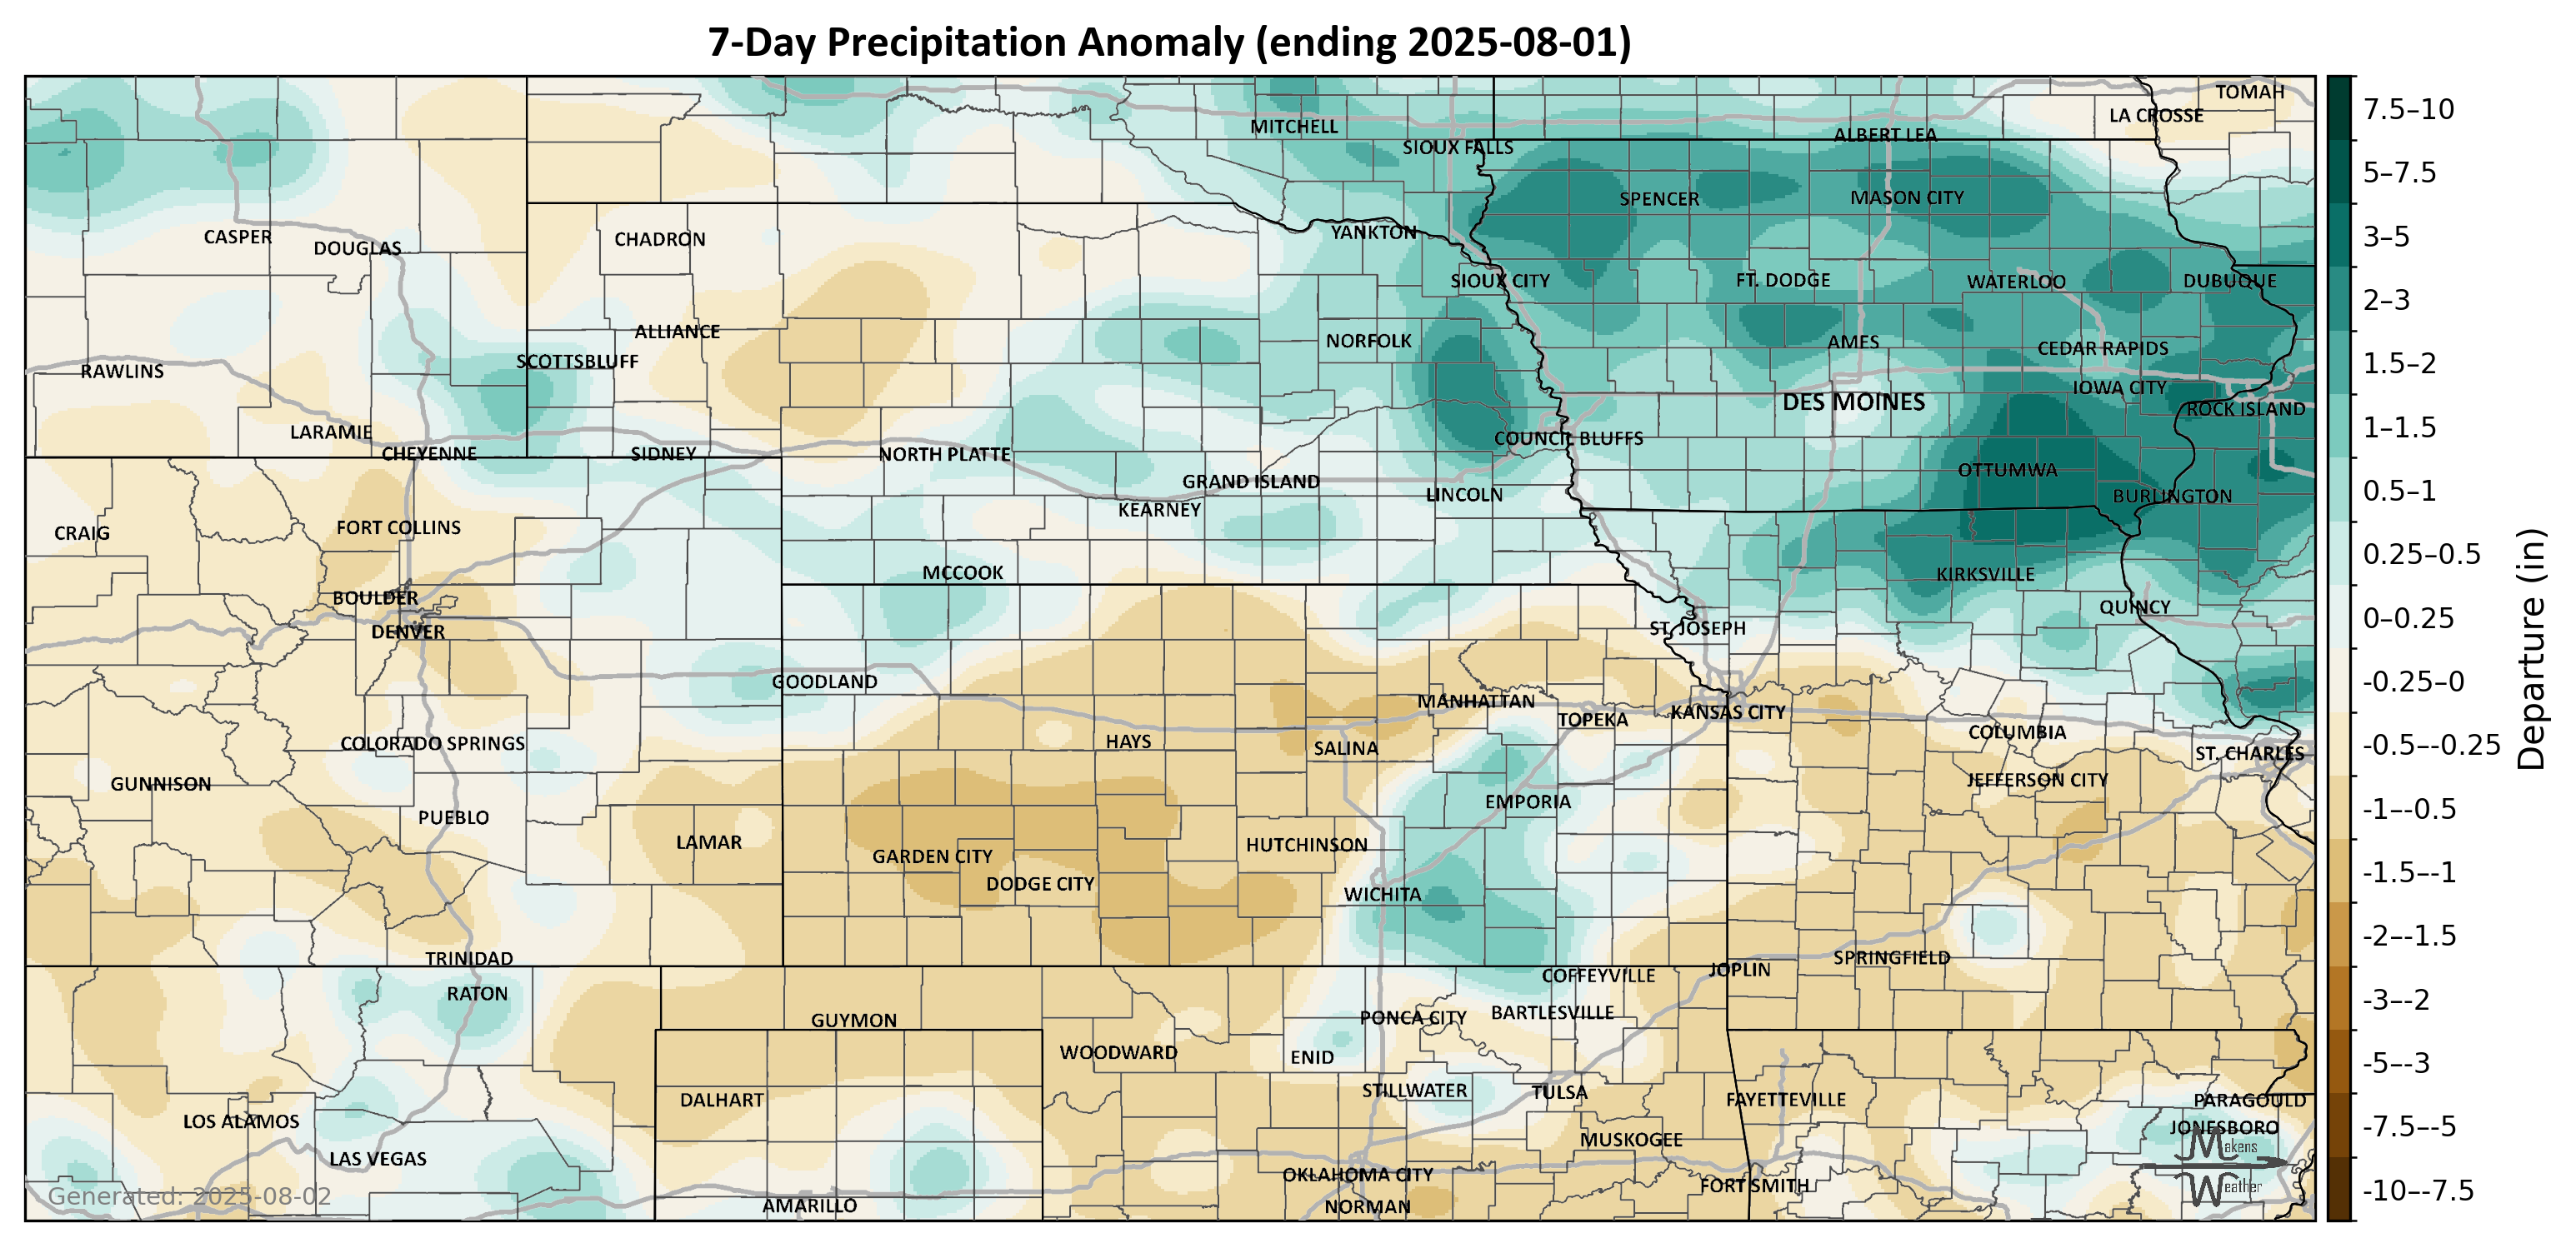 7-Day Precipitation Anomaly (ending 2025-08-01)
TOMAH
LA CROSSE
MITCHELL
ALBERT LEA
SIOUX FALLS
SPENCER
MASON CITY
CASPER
DOUGLAS
CHADRON
YANKTON
SIOUX CITY
FT. DODGE
WATERLOO
DUBUQUE
ALLIANCE
NORFOLK
AMES
CEDAR RAPIDS
RAWLINS
SCOTTSBLUFF
IOWA CITY
DES MOINES
ROCK ISLAND
LARAMIE
COUNCIL BLUFFS
CHEYENNE
SIDNEY
NORTH PLATTE
OTTUMWA
GRAND ISLAND
LINCOLN
BURLINGTON
KEARNEY
CRAIG
FORT COLLINS
MCCOOK
KIRKSVILLE
BOULDER
QUINCY
DENVER
ST. JOSEPH
GOODLAND
MANHATTAN
TOPEKA
KANSAS CITY
COLORADO SPRINGS
HAYS
SALINA
COLUMBIA
ST. CHARLES
GUNNISON
JEFFERSON CITY
EMPORIA
PUEBLO
LAMAR
HUTCHINSON
GARDEN CITY
DODGE CITY
WICHITA
TRINIDAD
SPRINGFIELD
JOPLIN
COFFEYVILLE
RATON
GUYMON
PONCA CITY
BARTLESVILLE
WOODWARD
ENID
STILLWATER
TULSA
DALHART
FAYETTEVILLE
PARAGOULD
LOS ALAMOS
JONESBORO
MUSKOGEE
LAS VEGAS
OKLAHOMA CITY
FORT SMITH
AMARILLO
NORMAN
Generated: 2025-08-02
Makens
Weather
7.5–10
5–7.5
3–5
2–3
1.5–2
1–1.5
0.5–1
0.25–0.5
0–0.25
-0.25–0
-0.5–-0.25
-1–-0.5
-1.5–-1
-2–-1.5
-3–-2
-5–-3
-7.5–-5
-10–-7.5
Departure (in)